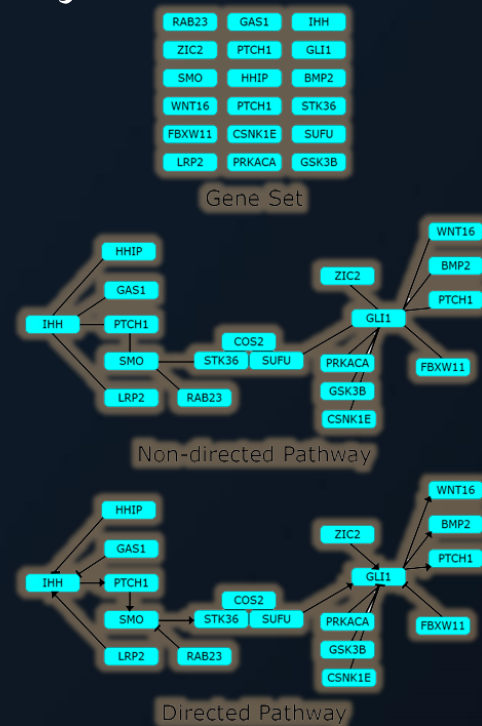 RAB23 GAS1 IHH
ZIC2 PTCH1 GLI1
SMO HHIP BMP2
WNT16 PTCH1 STK36
FBXW11 CSNK1E SUFU
LRP2 PRKACA GSK3B
Gene Set
WNT16
HHIP
BMP2
ZIC2
GAS1
PTCH1
IHH PTCH1 GLI1
COS2
SMO STK36 SUFU PRKACA
FBXW11
GSK3B
LRP2 RAB23
CSNK1E
Non-directed Pathway
WNT16
HHIP
BMP2
ZIC2
GAS1
PTCH1
IHH PTCH1 GLI1
COS2
SMO STK36 SUFU PRKACA
FBXW11
GSK3B
LRP2 RAB23
CSNK1E
Directed Pathway